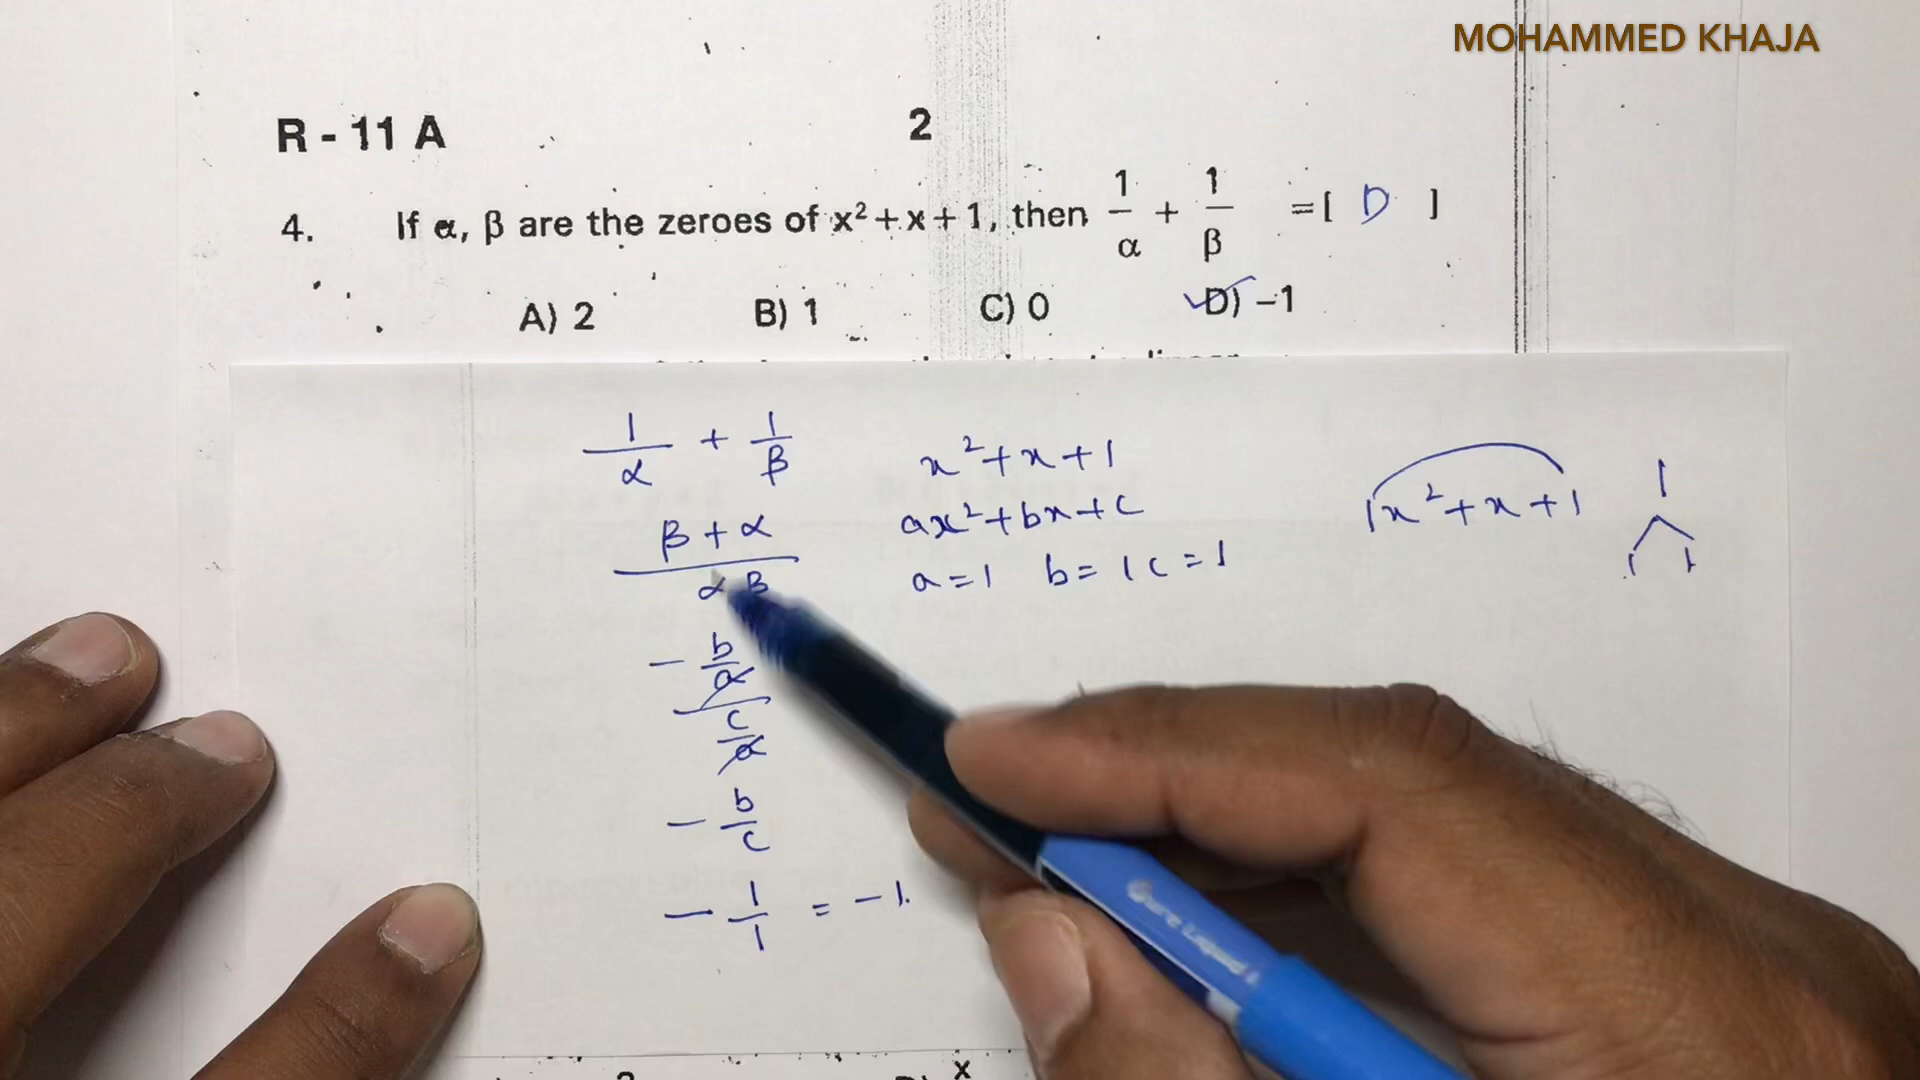 MOHAMMED KHAJA
R - 11 A
2
4. If α, β are the zeroes of x² + x + 1, then 1/α + 1/β = [ D ]
A) 2 B) 1 C) 0 D) −1
1/α + 1/β
β + α / αβ
− b/a / c/a
− b/c
− 1/1 = −1.
x² + x + 1
ax² + bx + c
a = 1 b = 1 c = 1
1x² + x + 1
1
1 1
x